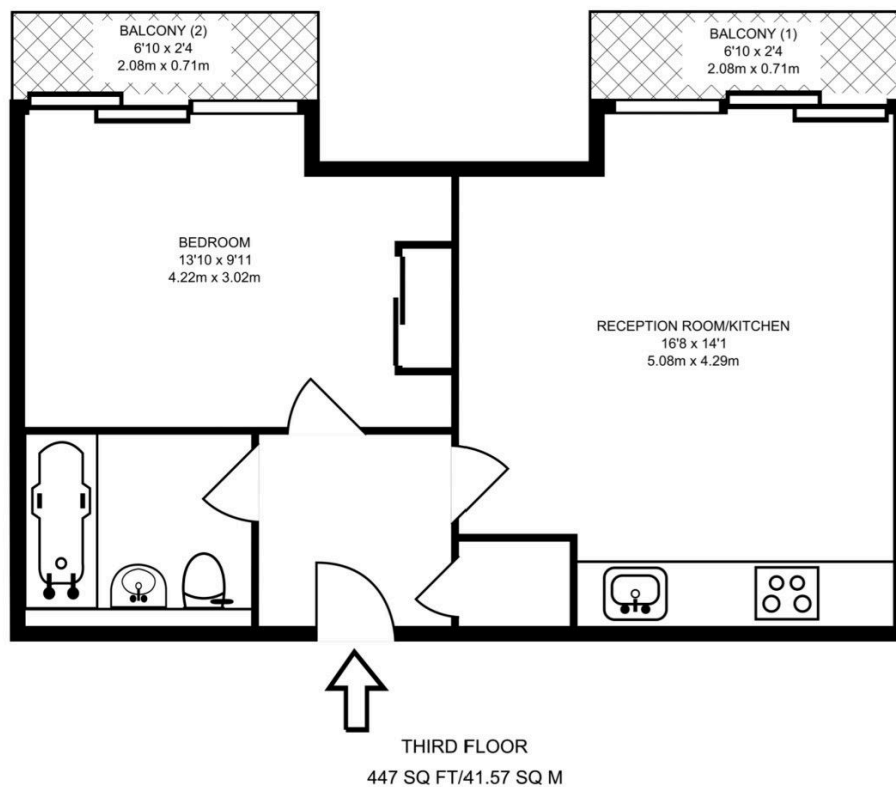 BALCONY (2)
6'10 x 2'4
2.08m x 0.71m
BALCONY (1)
6'10 x 2'4
2.08m x 0.71m
BEDROOM
13'10 x 9'11
4.22m x 3.02m
RECEPTION ROOM/KITCHEN
16'8 x 14'1
5.08m x 4.29m
THIRD FLOOR
447 SQ FT/41.57 SQ M